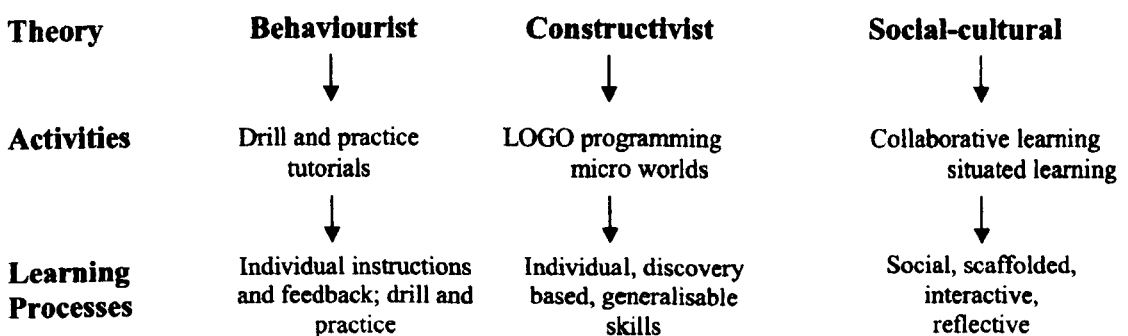 Theory Behaviourist Constructivist Social-cultural
Activities Drill and practice LOGO programming Collaborative learning
tutorials micro worlds situated learning
Learning Individual instructions Individual, discovery Social, scaffolded,
Processes and feedback; drill and based, generalisable interactive,
practice skills reflective